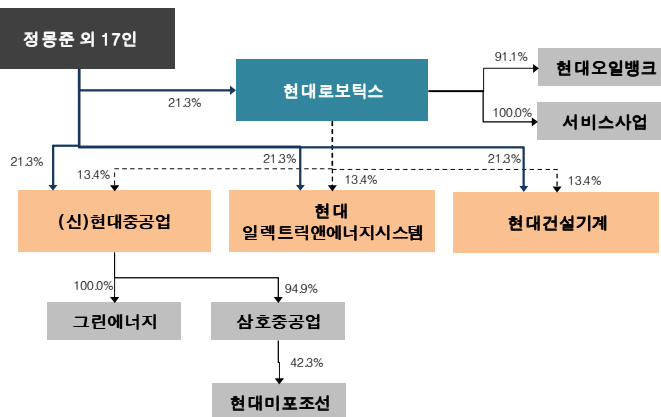 정몽준 외 17인
91.1%
현대오일뱅크
현대로보틱스
21.3%
100.0%
서비스사업
21.3%
21.3%
21.3%
13.4%
13.4%
13.4%
(신)현대중공업
현대
일렉트릭앤에너지시스템
현대건설기계
100.0%
94.9%
그린에너지
삼호중공업
42.3%
현대미포조선